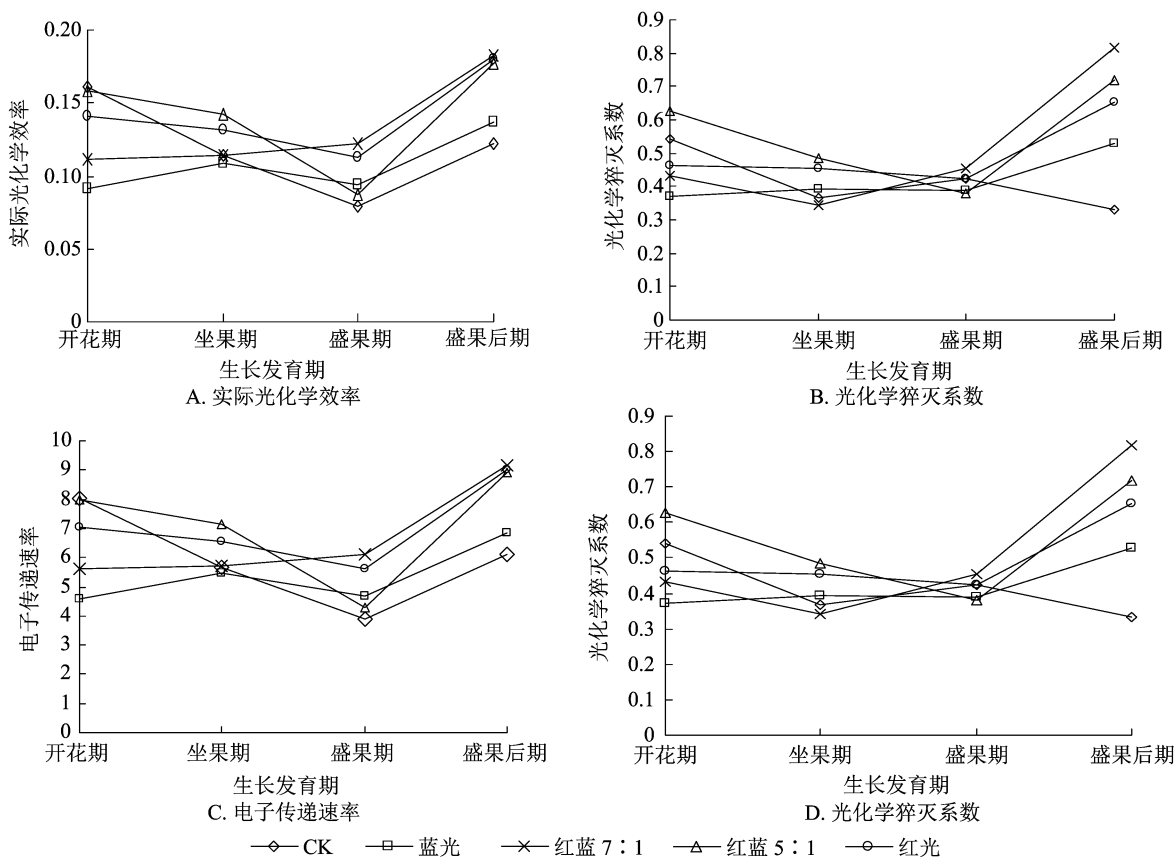 0.20
0.15
0.10
0.05
0
实际光化学效率
开花期 坐果期 盛果期 盛果后期
生长发育期
A. 实际光化学效率
0.9
0.8
0.7
0.6
0.5
0.4
0.3
0.2
0.1
0
光化学猝灭系数
开花期 坐果期 盛果期 盛果后期
生长发育期
B. 光化学猝灭系数
10
9
8
7
6
5
4
3
2
1
0
电子传递速率
开花期 坐果期 盛果期 盛果后期
生长发育期
C. 电子传递速率
0.9
0.8
0.7
0.6
0.5
0.4
0.3
0.2
0.1
0
光化学猝灭系数
开花期 坐果期 盛果期 盛果后期
生长发育期
D. 光化学猝灭系数
CK 蓝光 红蓝 7∶1 红蓝 5∶1 红光